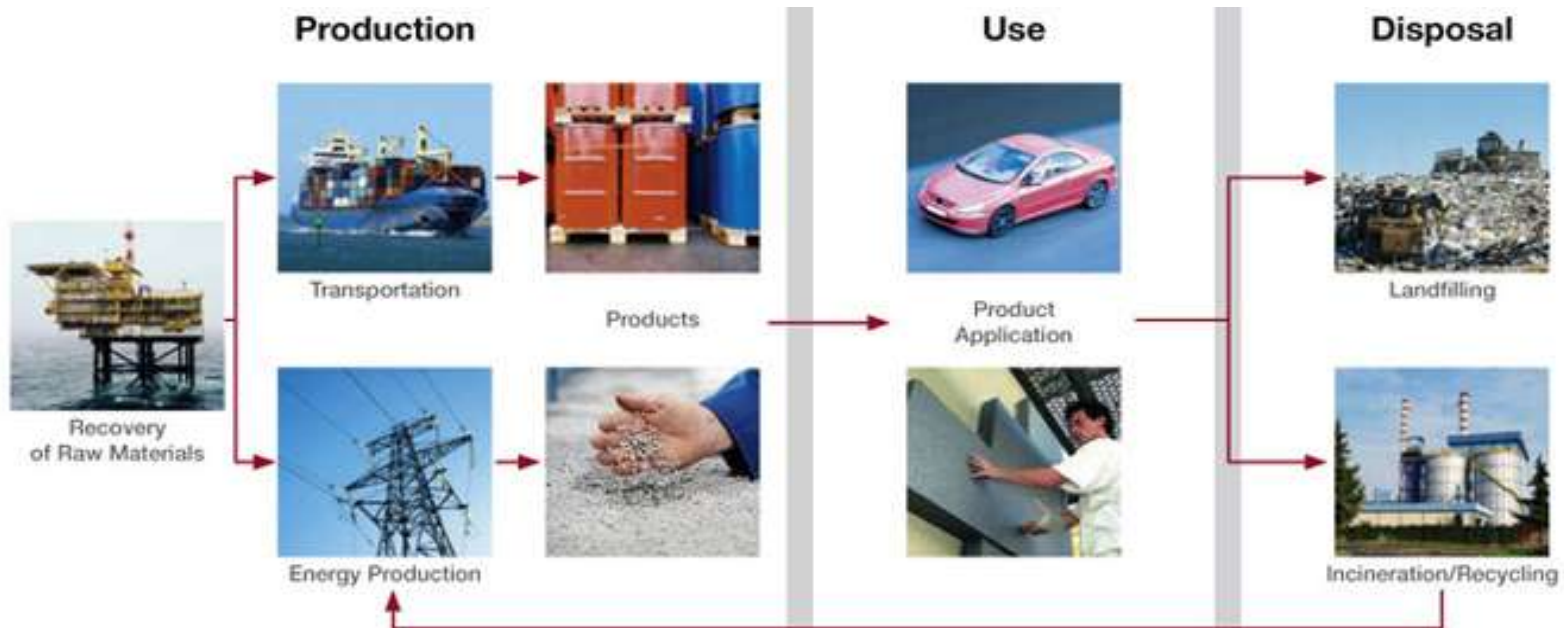 Production
Use
Disposal
Transportation
Landfilling
Products
Product
Application
Recovery
of Raw Materials
Energy Production
Incineration/Recycling